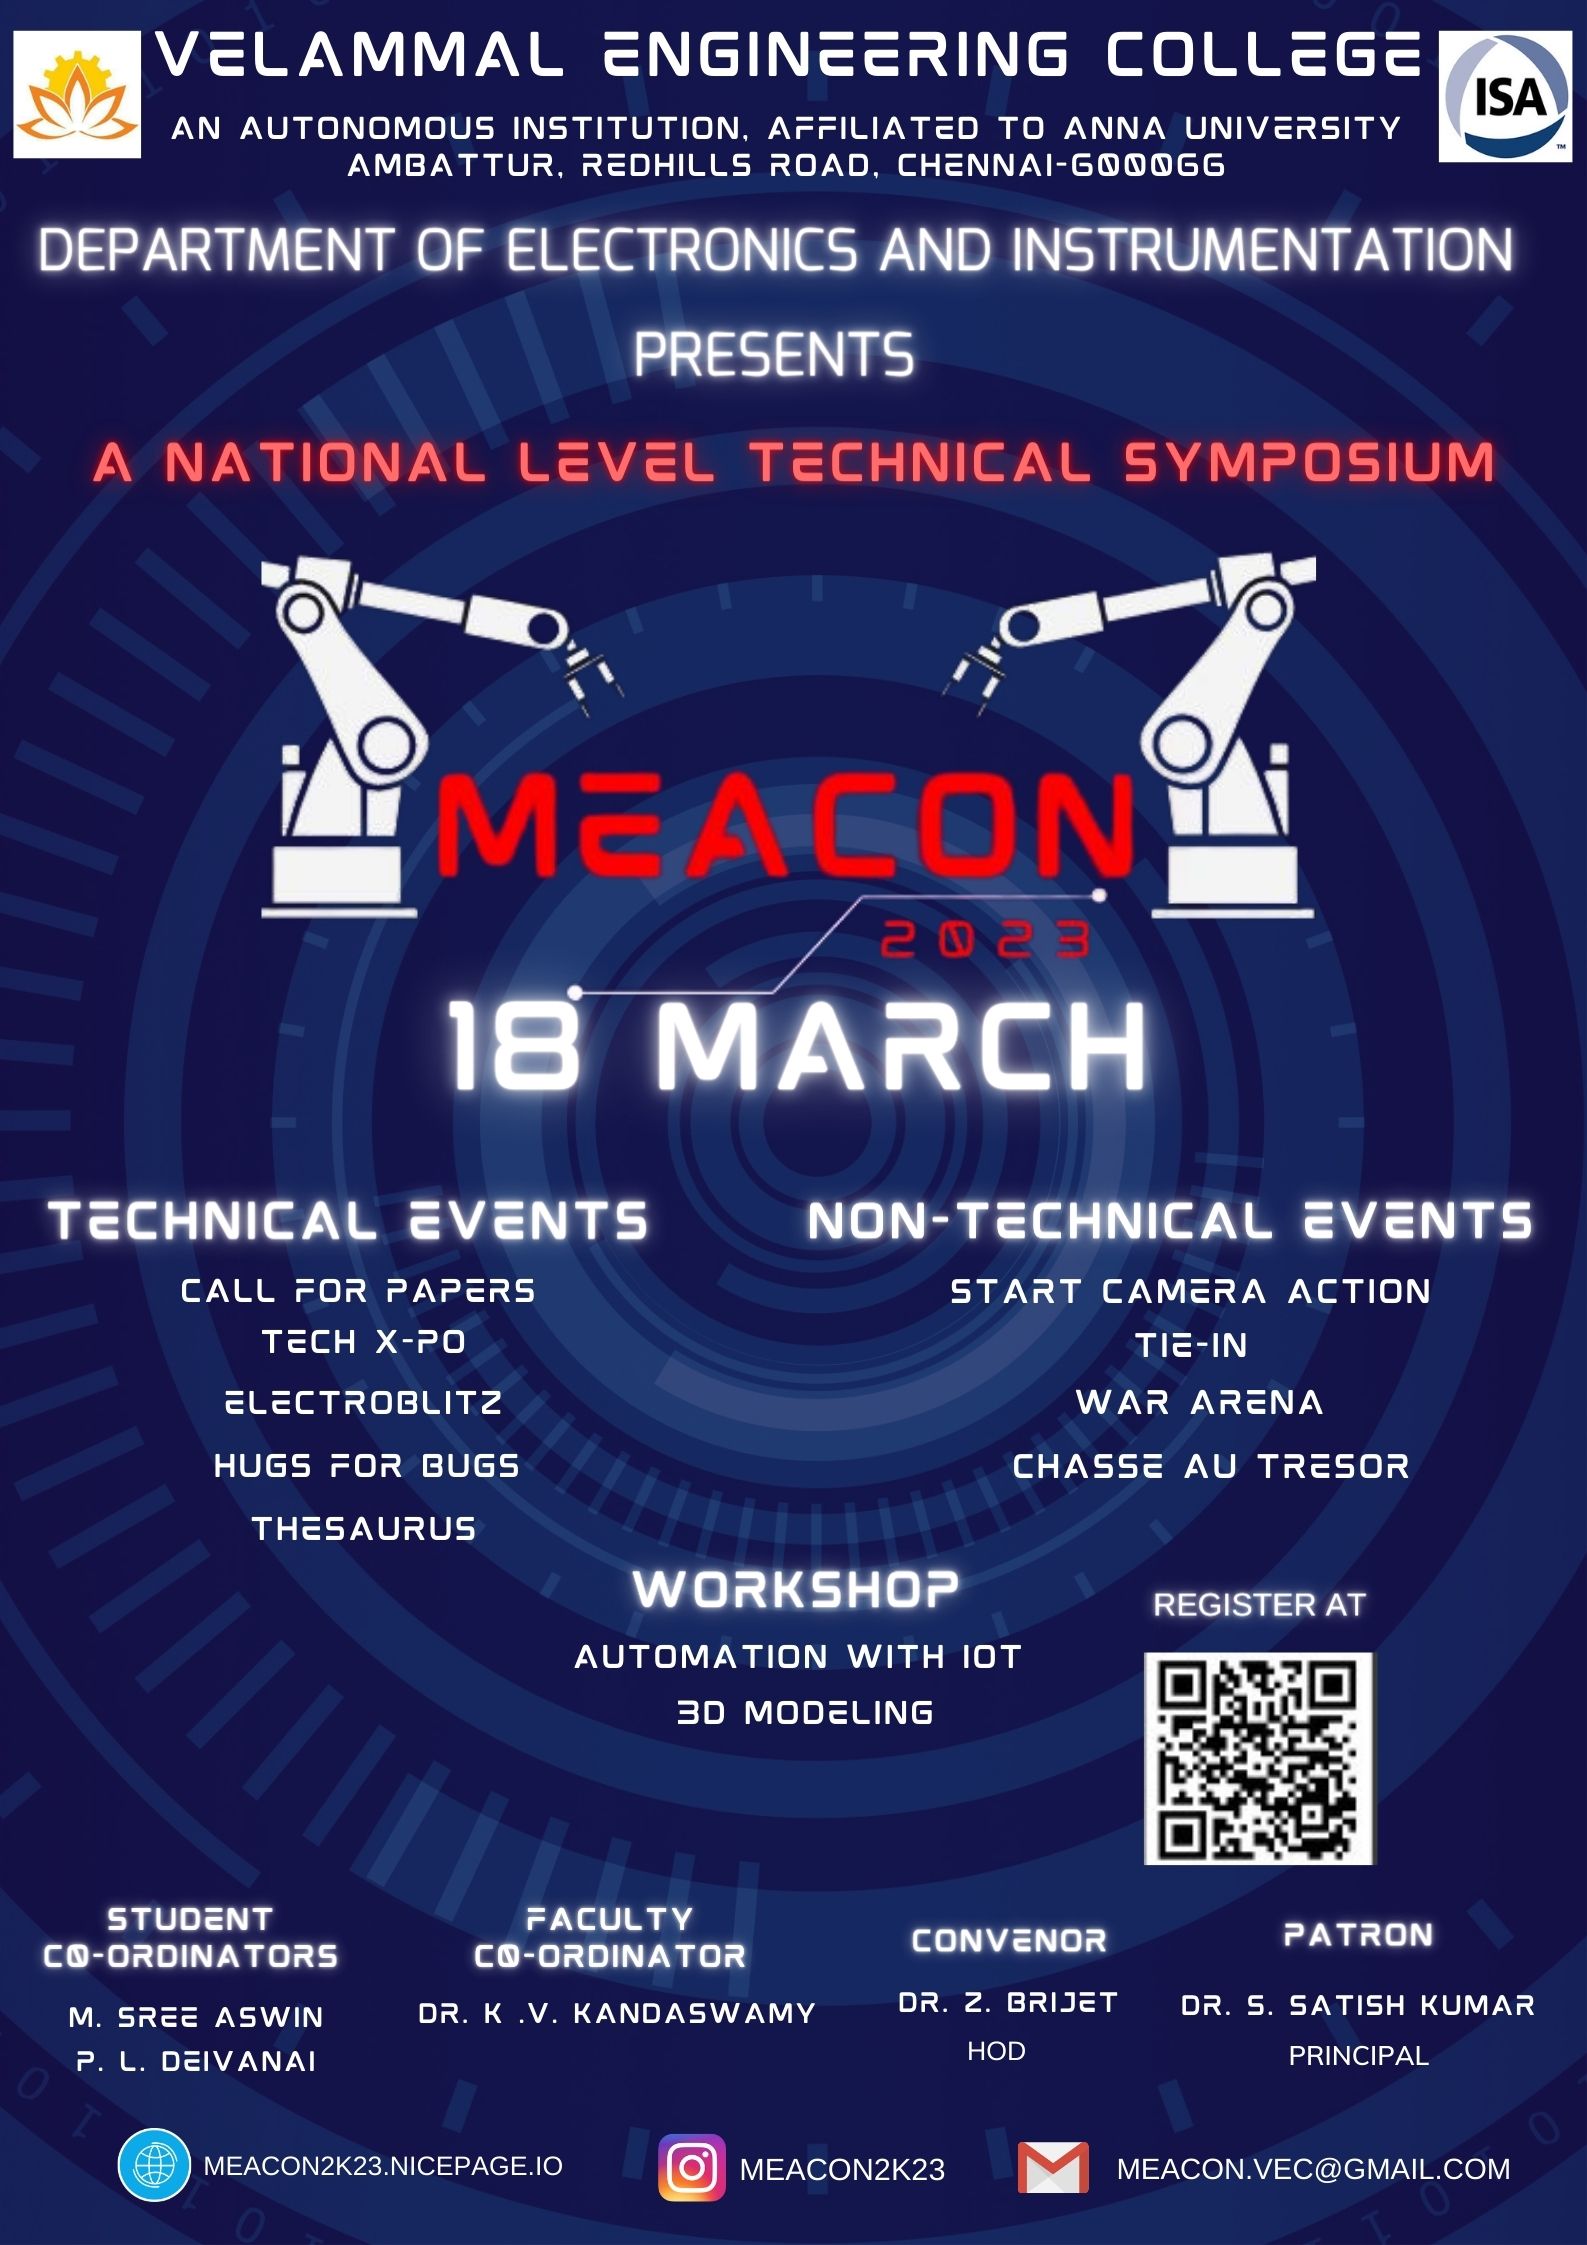 VELAMMAL ENGINEERING COLLEGE
ISA
TM
AN AUTONOMOUS INSTITUTION, AFFILIATED TO ANNA UNIVERSITY
AMBATTUR, REDHILLS ROAD, CHENNAI-600066
DEPARTMENT OF ELECTRONICS AND INSTRUMENTATION
PRESENTS
A NATIONAL LEVEL TECHNICAL SYMPOSIUM
MEACON
2023
18 MARCH
TECHNICAL EVENTS
CALL FOR PAPERS
TECH X-PO
ELECTROBLITZ
HUGS FOR BUGS
THESAURUS
NON-TECHNICAL EVENTS
START CAMERA ACTION
TIE-IN
WAR ARENA
CHASSE AU TRESOR
WORKSHOP
AUTOMATION WITH IOT
3D MODELING
REGISTER AT
STUDENT
C0-ORDINATORS
M. SREE ASWIN
P. L. DEIVANAI
FACULTY
C0-ORDINATOR
DR. K .V. KANDASWAMY
CONVENOR
DR. Z. BRIJET
HOD
PATRON
DR. S. SATISH KUMAR
PRINCIPAL
MEACON2K23.NICEPAGE.IO
MEACON2K23
MEACON.VEC@GMAIL.COM